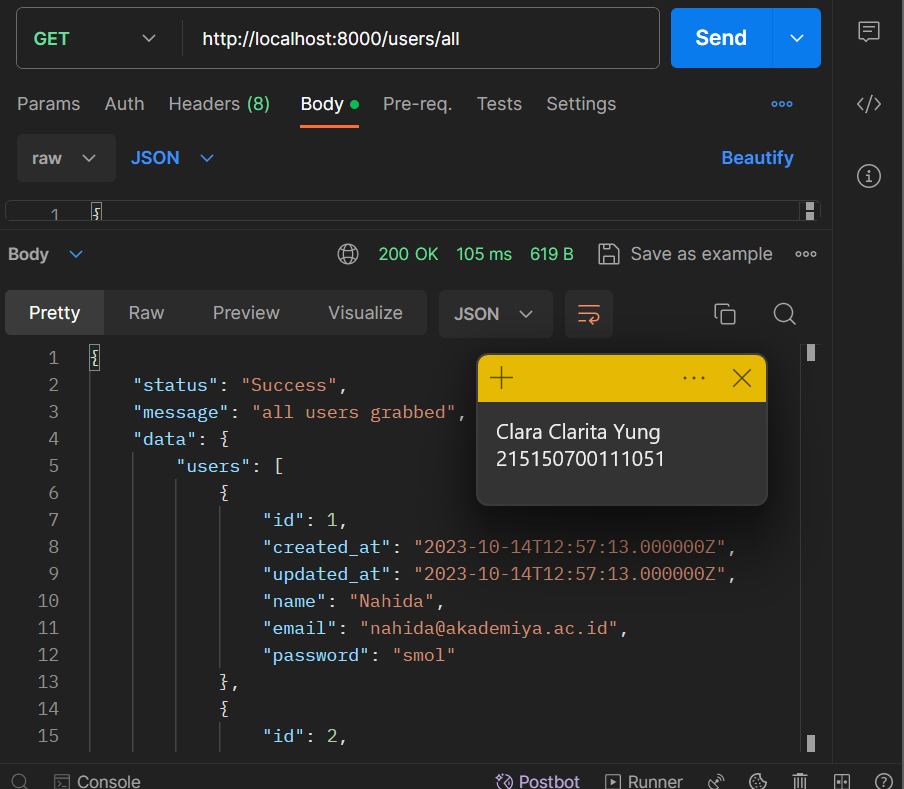 GET http://localhost:8000/users/all Send
Params Auth Headers (8) Body Pre-req. Tests Settings
raw JSON Beautify
1 {
Body 200 OK 105 ms 619 B Save as example
Pretty Raw Preview Visualize JSON
1 {
2 "status": "Success",
3 "message": "all users grabbed",
4 "data": {
5 "users": [
6 {
7 "id": 1,
8 "created_at": "2023-10-14T12:57:13.000000Z",
9 "updated_at": "2023-10-14T12:57:13.000000Z",
10 "name": "Nahida",
11 "email": "nahida@akademiya.ac.id",
12 "password": "smol"
13 },
14 {
15 "id": 2,
Clara Clarita Yung
215150700111051
Console Postbot Runner